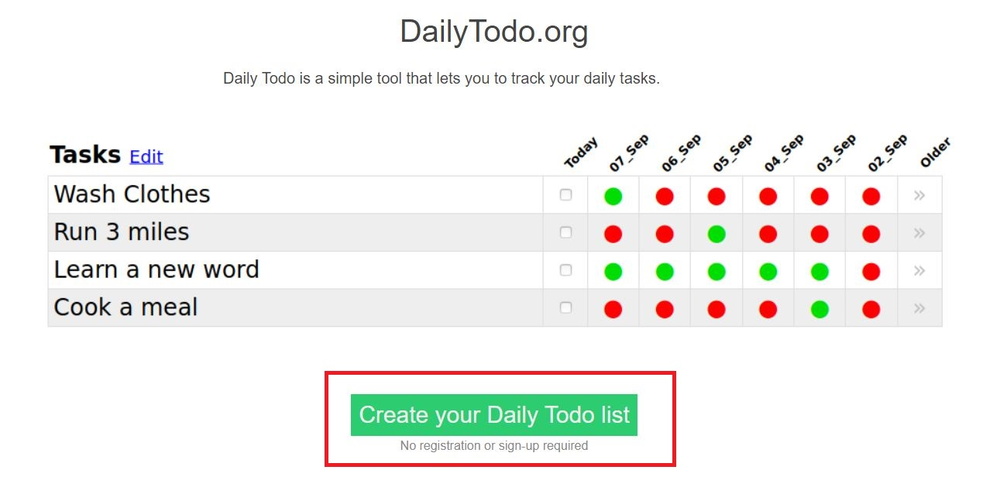 DailyTodo.org
Daily Todo is a simple tool that lets you to track your daily tasks.
Tasks Edit Today 07_Sep 06_Sep 05_Sep 04_Sep 03_Sep 02_Sep Older
Wash Clothes »
Run 3 miles »
Learn a new word »
Cook a meal »
Create your Daily Todo list
No registration or sign-up required